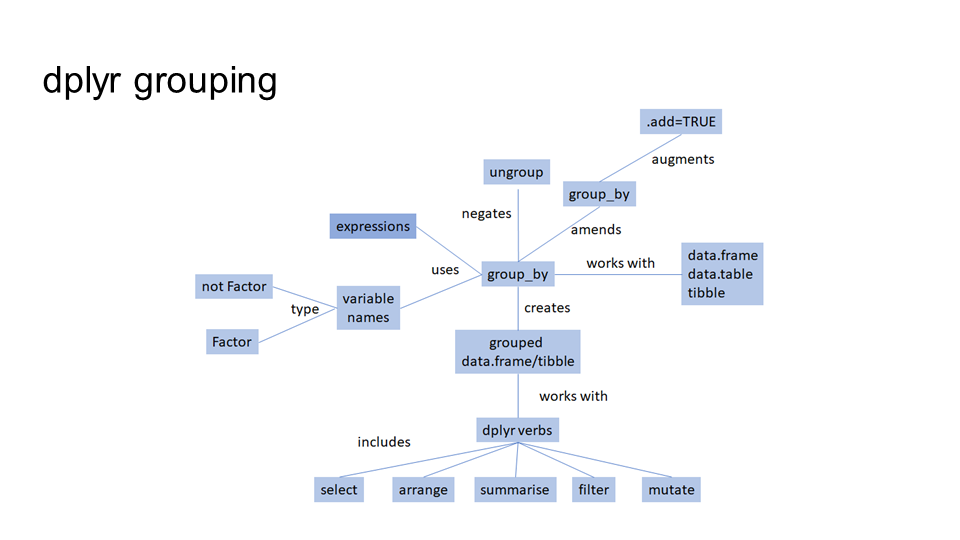 dplyr grouping
.add=TRUE
augments
ungroup
group_by
negates
amends
expressions
uses
group_by
works with
data.frame
data.table
tibble
not Factor
type
variable
names
Factor
creates
grouped
data.frame/tibble
works with
dplyr verbs
includes
select
arrange
summarise
filter
mutate